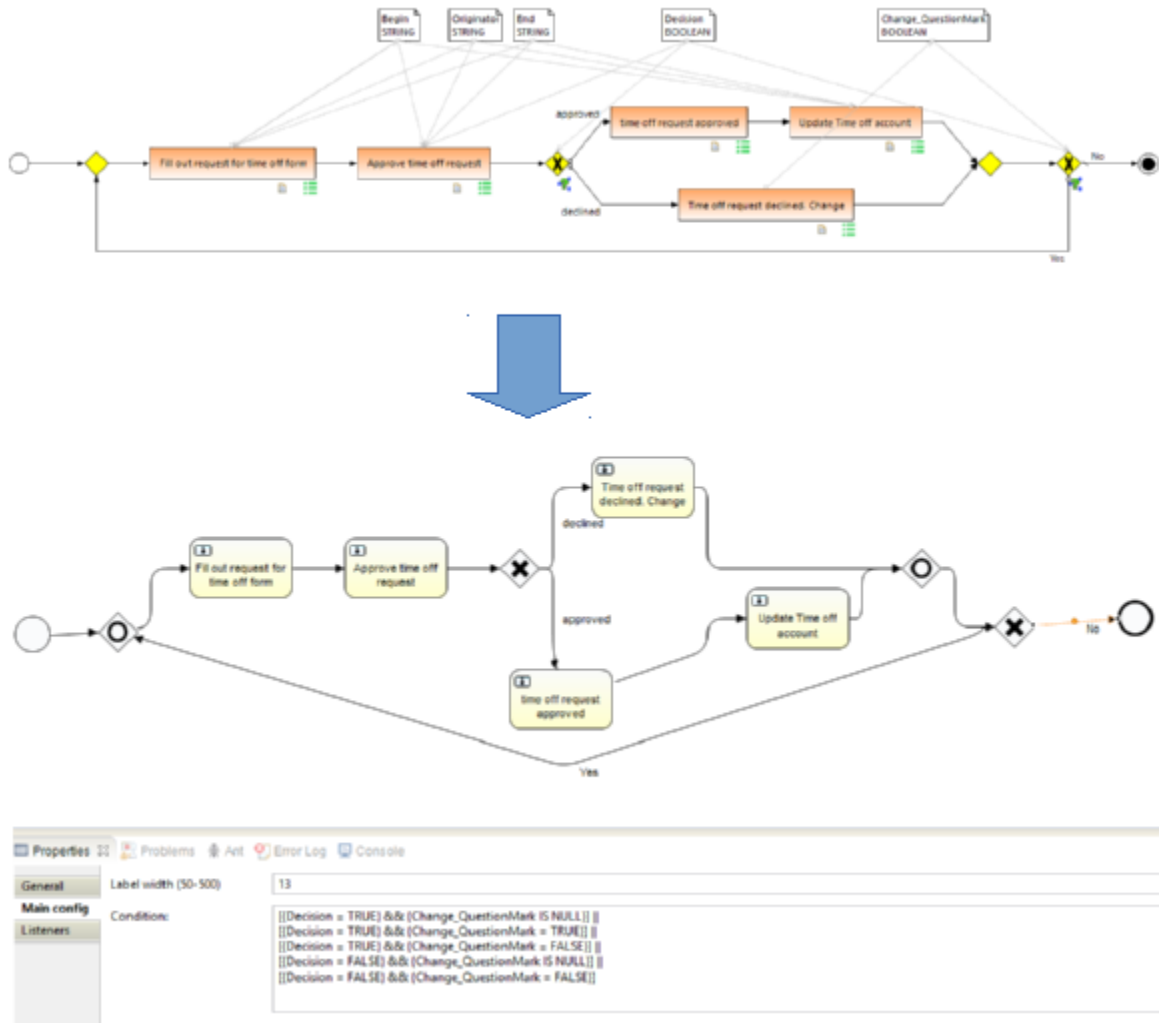 Begin
STRING
Originator
STRING
End
STRING
Decision
BOOLEAN
Change_QuestionMark
BOOLEAN
approved
time off request approved
Update Time off account
Fill out request for time off form
Approve time off request
No
declined
Time off request declined. Change
Yes
Time off request
declined. Change
declined
Fill out request for
time off form
Approve time off
request
approved
Update Time off
account
No
time off request
approved
Yes
Properties
Problems
Ant
Error Log
Console
General
Label width (50-500)
13
Main config
Condition:
Listeners
[(Decision = TRUE) && (Change_QuestionMark IS NULL)] ||
[(Decision = TRUE) && (Change_QuestionMark = TRUE)] ||
[(Decision = TRUE) && (Change_QuestionMark = FALSE)] ||
[(Decision = FALSE) && (Change_QuestionMark IS NULL)] ||
[(Decision = FALSE) && (Change_QuestionMark = FALSE)]